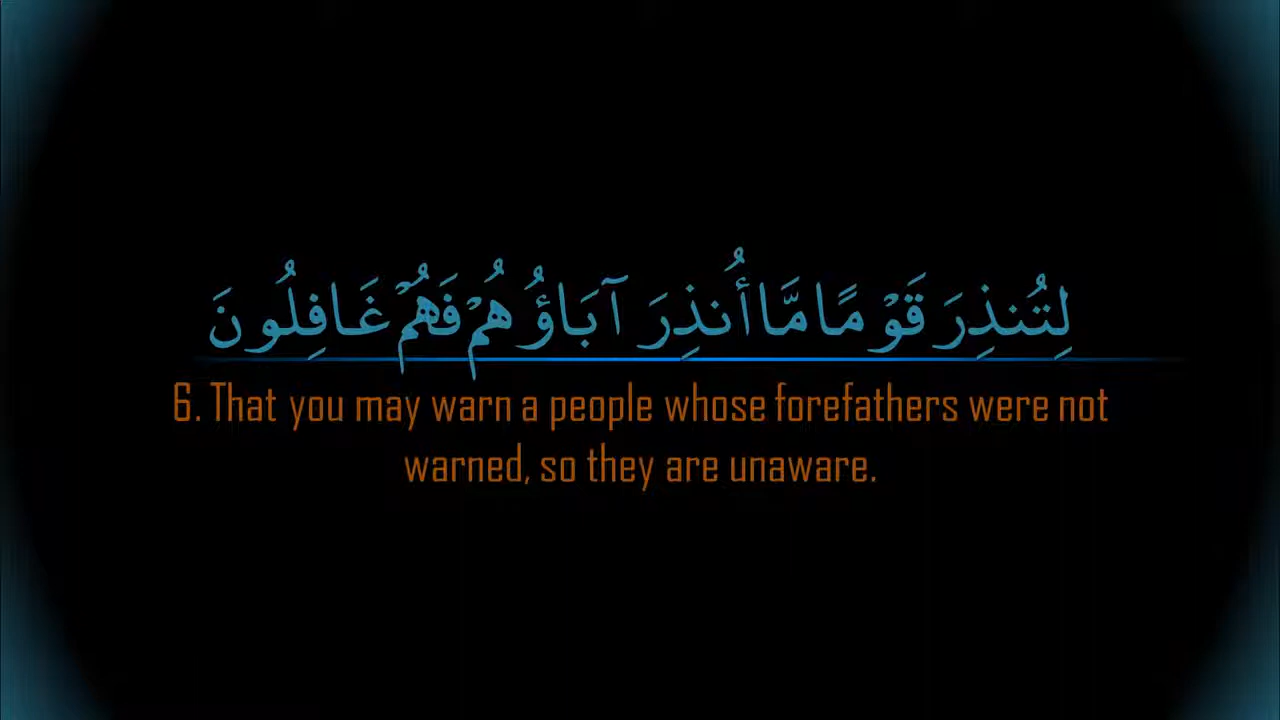 لِتُنذِرَ قَوْمًا مَّا أُنذِرَ آبَاؤُهُمْ فَهُمْ غَافِلُونَ
6. That you may warn a people whose forefathers were not
warned, so they are unaware.